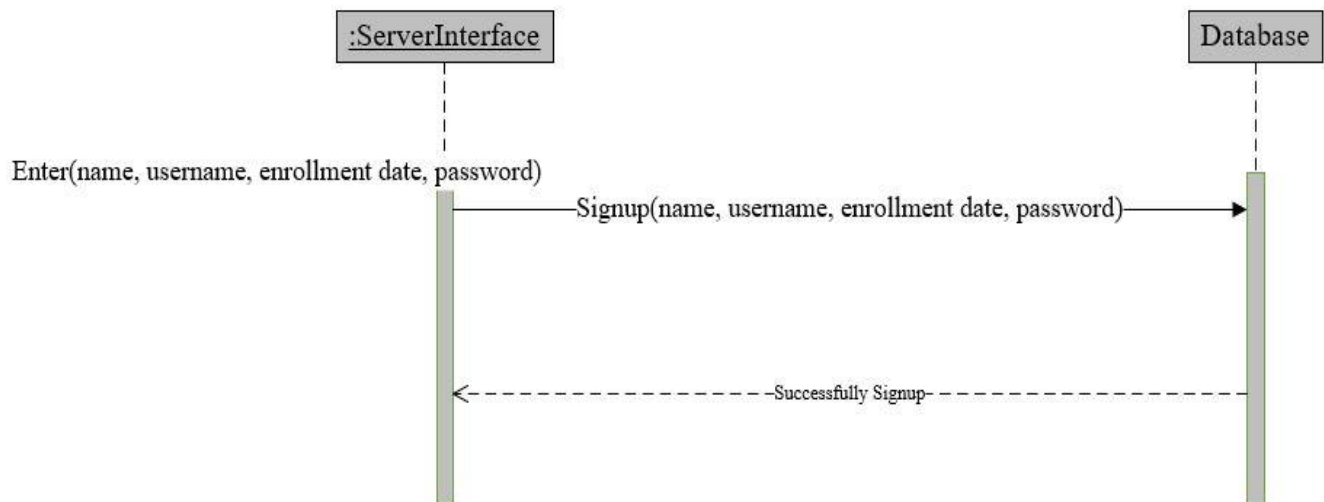 :ServerInterface
Database
Enter(name, username, enrollment date, password)
Signup(name, username, enrollment date, password)
Successfully Signup